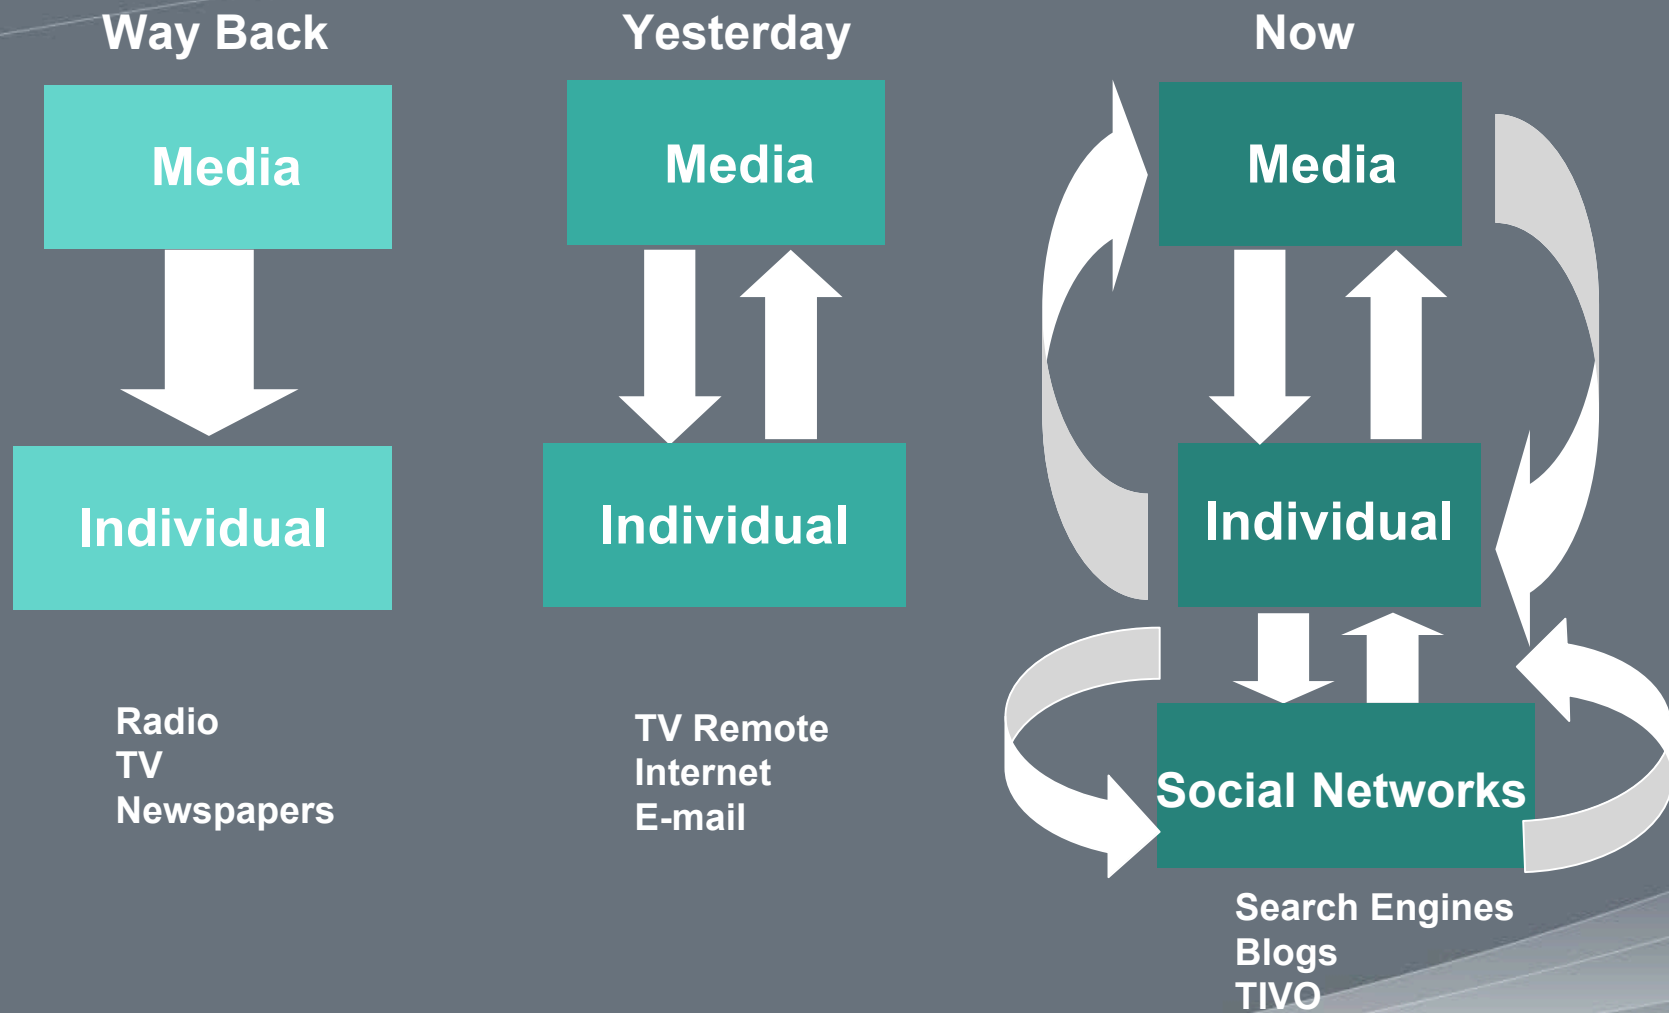 Way Back
Media
Individual
Radio
TV
Newspapers
Yesterday
Media
Individual
TV Remote
Internet
E-mail
Now
Media
Individual
Social Networks
Search Engines
Blogs
TIVO